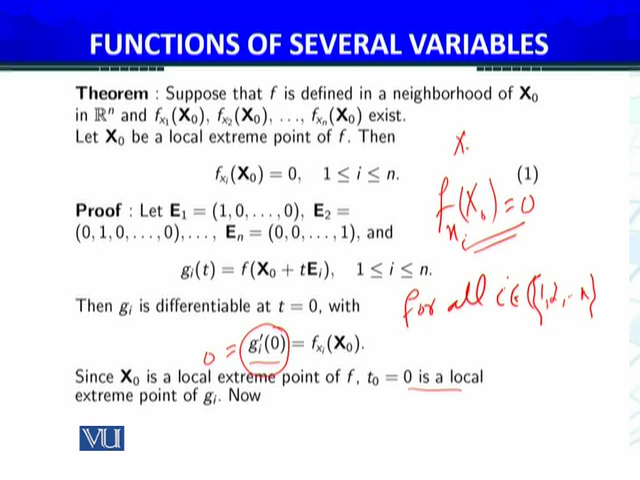 FUNCTIONS OF SEVERAL VARIABLES
Theorem : Suppose that f is defined in a neighborhood of X₀
in ℝⁿ and fₓ₁(X₀), fₓ₂(X₀), . . ., fₓₙ(X₀) exist.
Let X₀ be a local extreme point of f. Then
X.
fₓᵢ(X₀) = 0, 1 ≤ i ≤ n. (1)
fₓᵢ(X₀) = 0
Proof : Let E₁ = (1, 0, . . . , 0), E₂ =
(0, 1, 0, . . . , 0), . . . , Eₙ = (0, 0, . . . , 1), and
gᵢ(t) = f(X₀ + tEᵢ), 1 ≤ i ≤ n.
for all i ∈ {1, 2, .. n}
Then gᵢ is differentiable at t = 0, with
0 = gᵢ′(0) = fₓᵢ(X₀).
Since X₀ is a local extreme point of f, t₀ = 0 is a local
extreme point of gᵢ. Now
VU